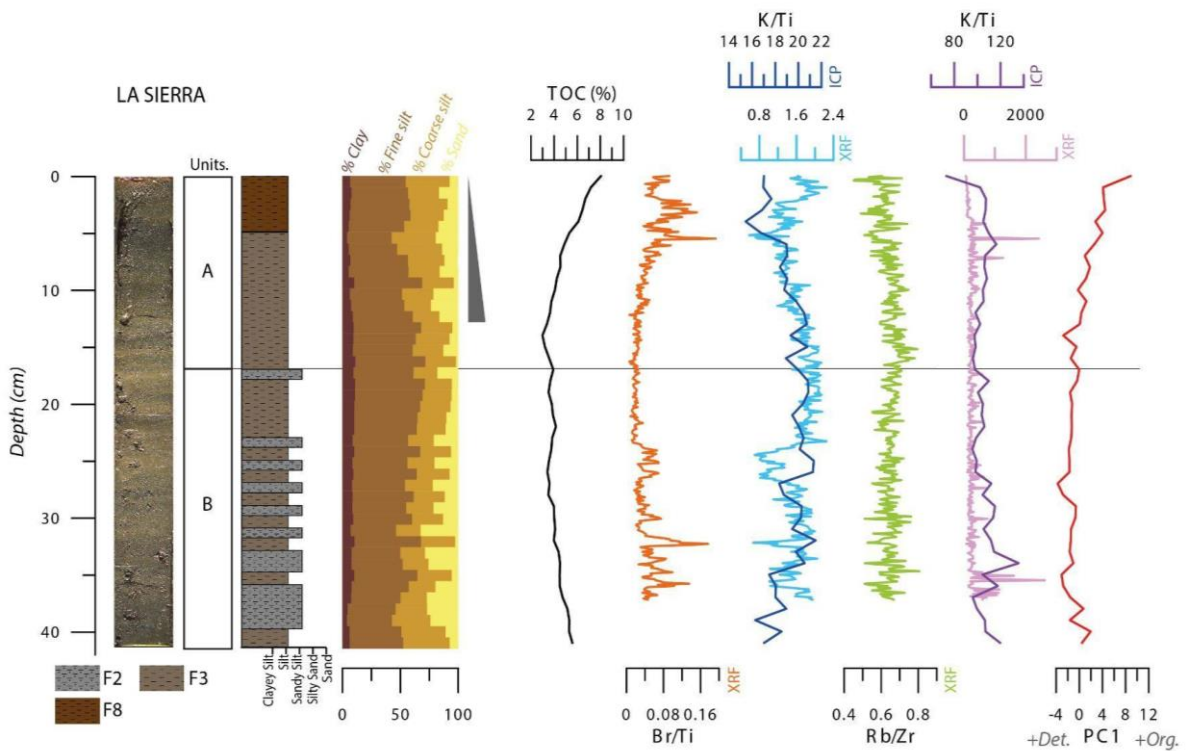 K/Ti
K/Ti
14 16 18 20 22
80 120
ICP
ICP
LA SIERRA
TOC (%)
2 4 6 8 10
0.8 1.6 2.4
XRF
0 2000
XRF
% Clay
% Fine silt
% Coarse silt
% Sand
Units.
Depth (cm)
0
10
20
30
40
A
B
Clayey Silt
Silt
Sandy Silt
Silty Sand
Sand
F2
F3
F8
0 50 100
XRF
0 0.08 0.16
Br/Ti
XRF
0.4 0.6 0.8
Rb/Zr
-4 0 4 8 12
+Det. PC1 +Org.